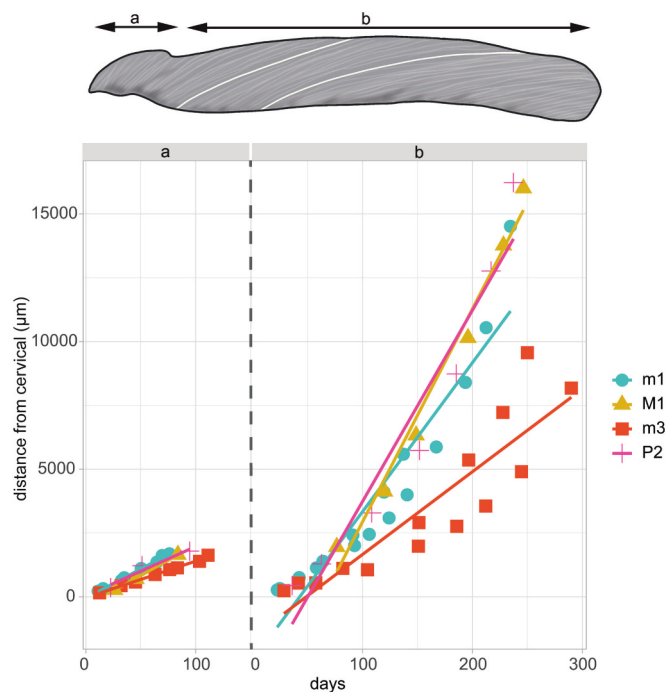 a b
a b
15000
10000
5000
0
distance from cervical (μm)
0 100 0 100 200 300
days
m1
M1
m3
P2